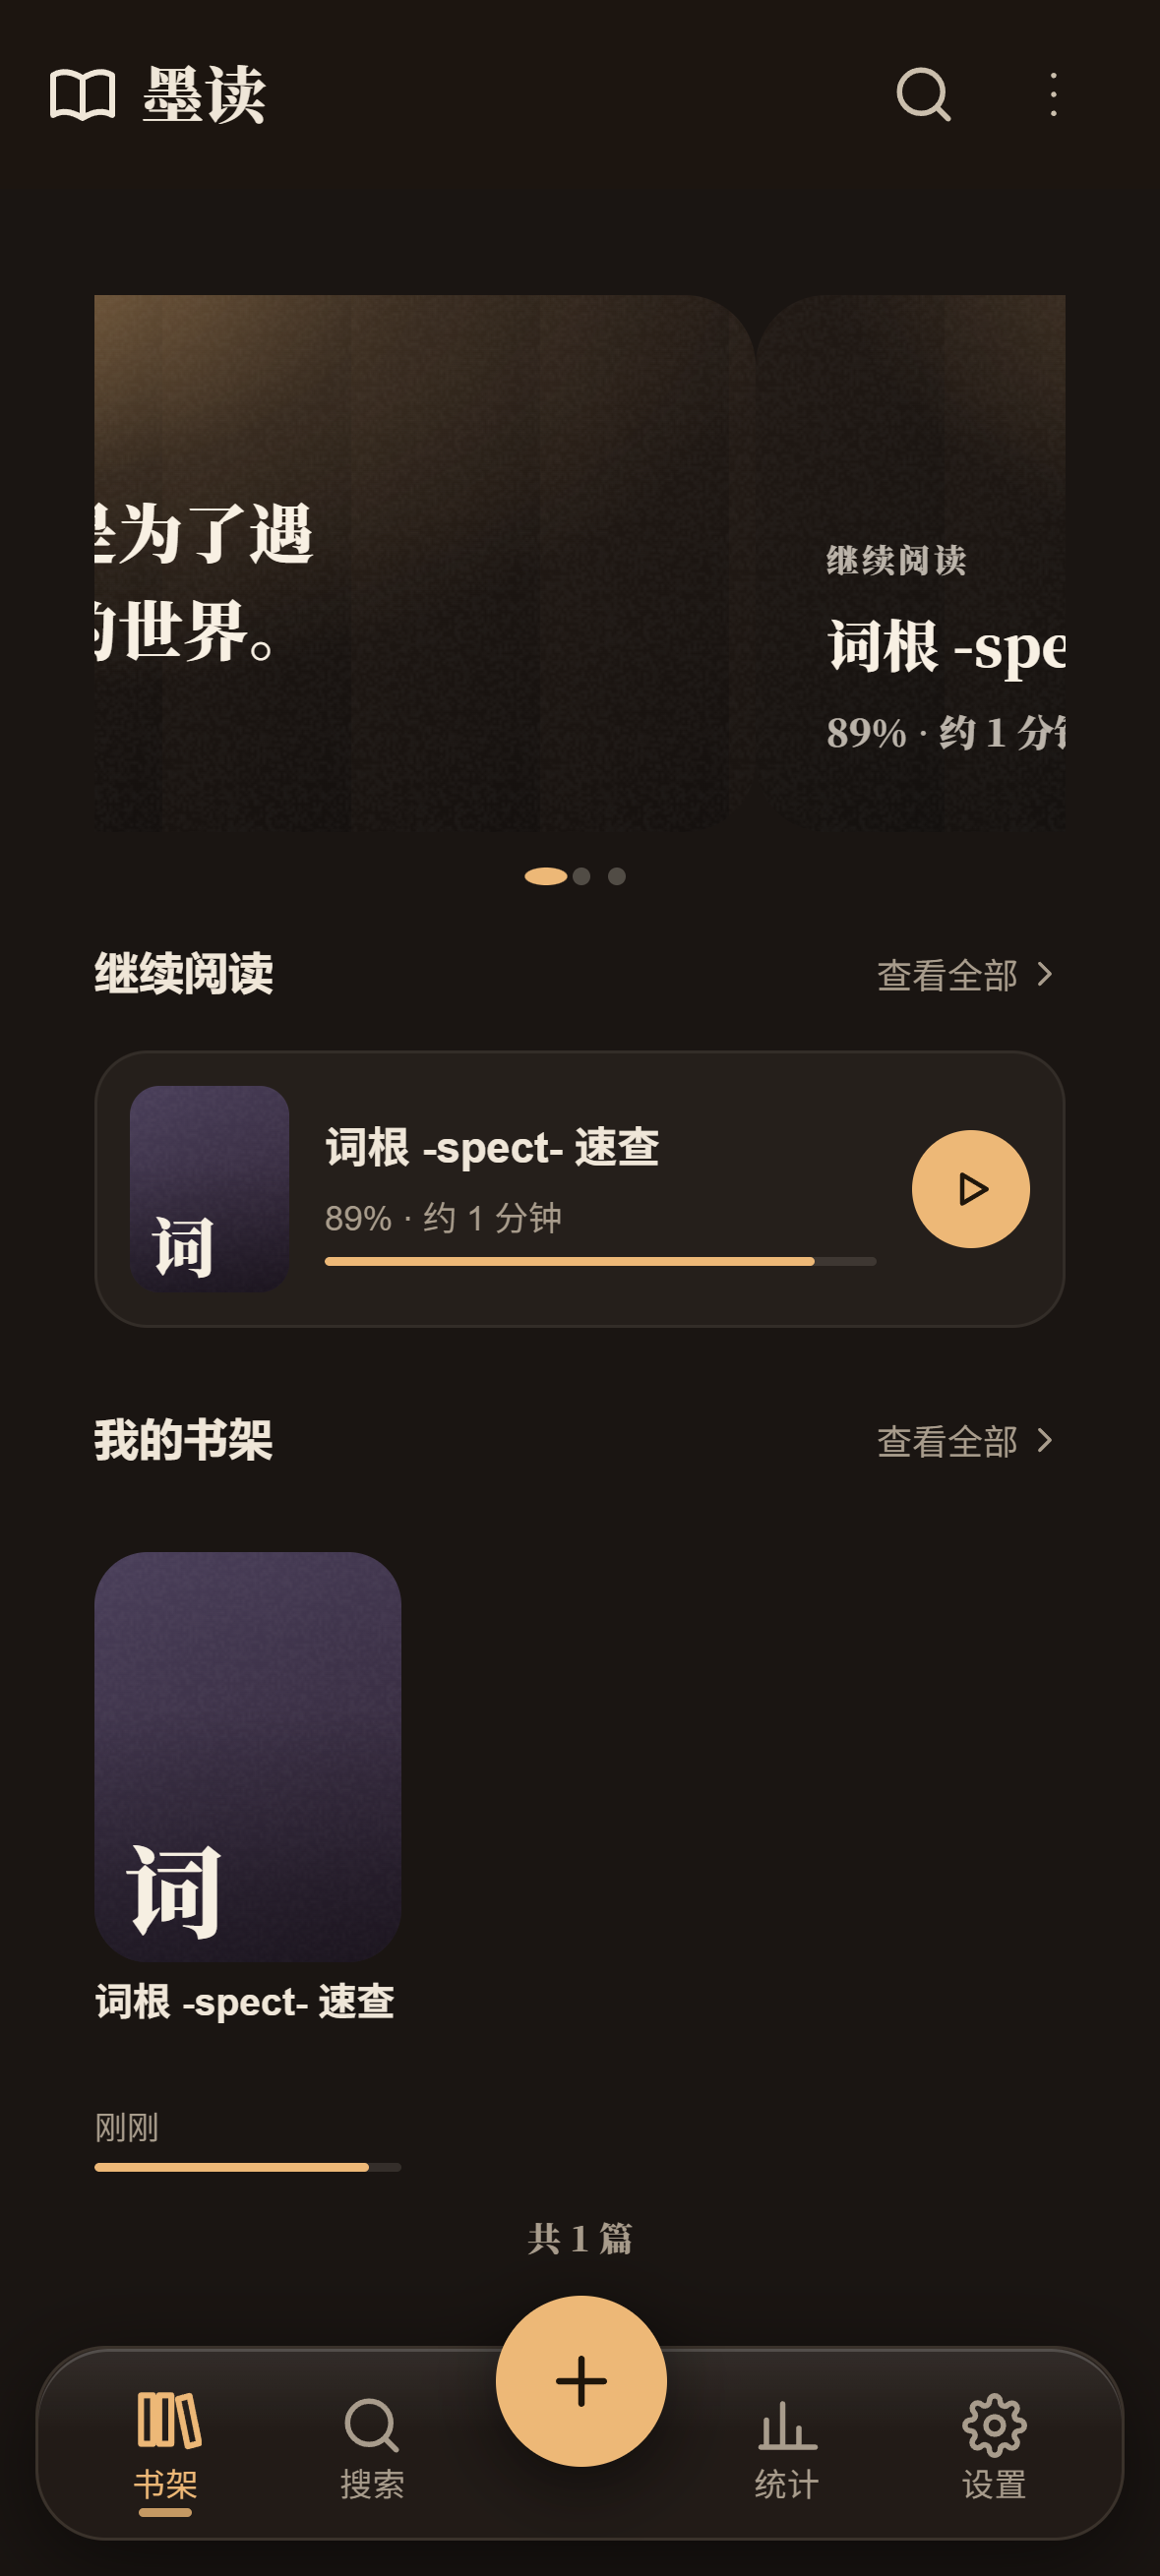 墨读
是为了遇
的世界。
继续阅读
词根 -spe
89% · 约 1 分钟
继续阅读
查看全部
词
词根 -spect- 速查
89% · 约 1 分钟
我的书架
查看全部
词
词根 -spect- 速查
刚刚
共 1 篇
书架
搜索
统计
设置